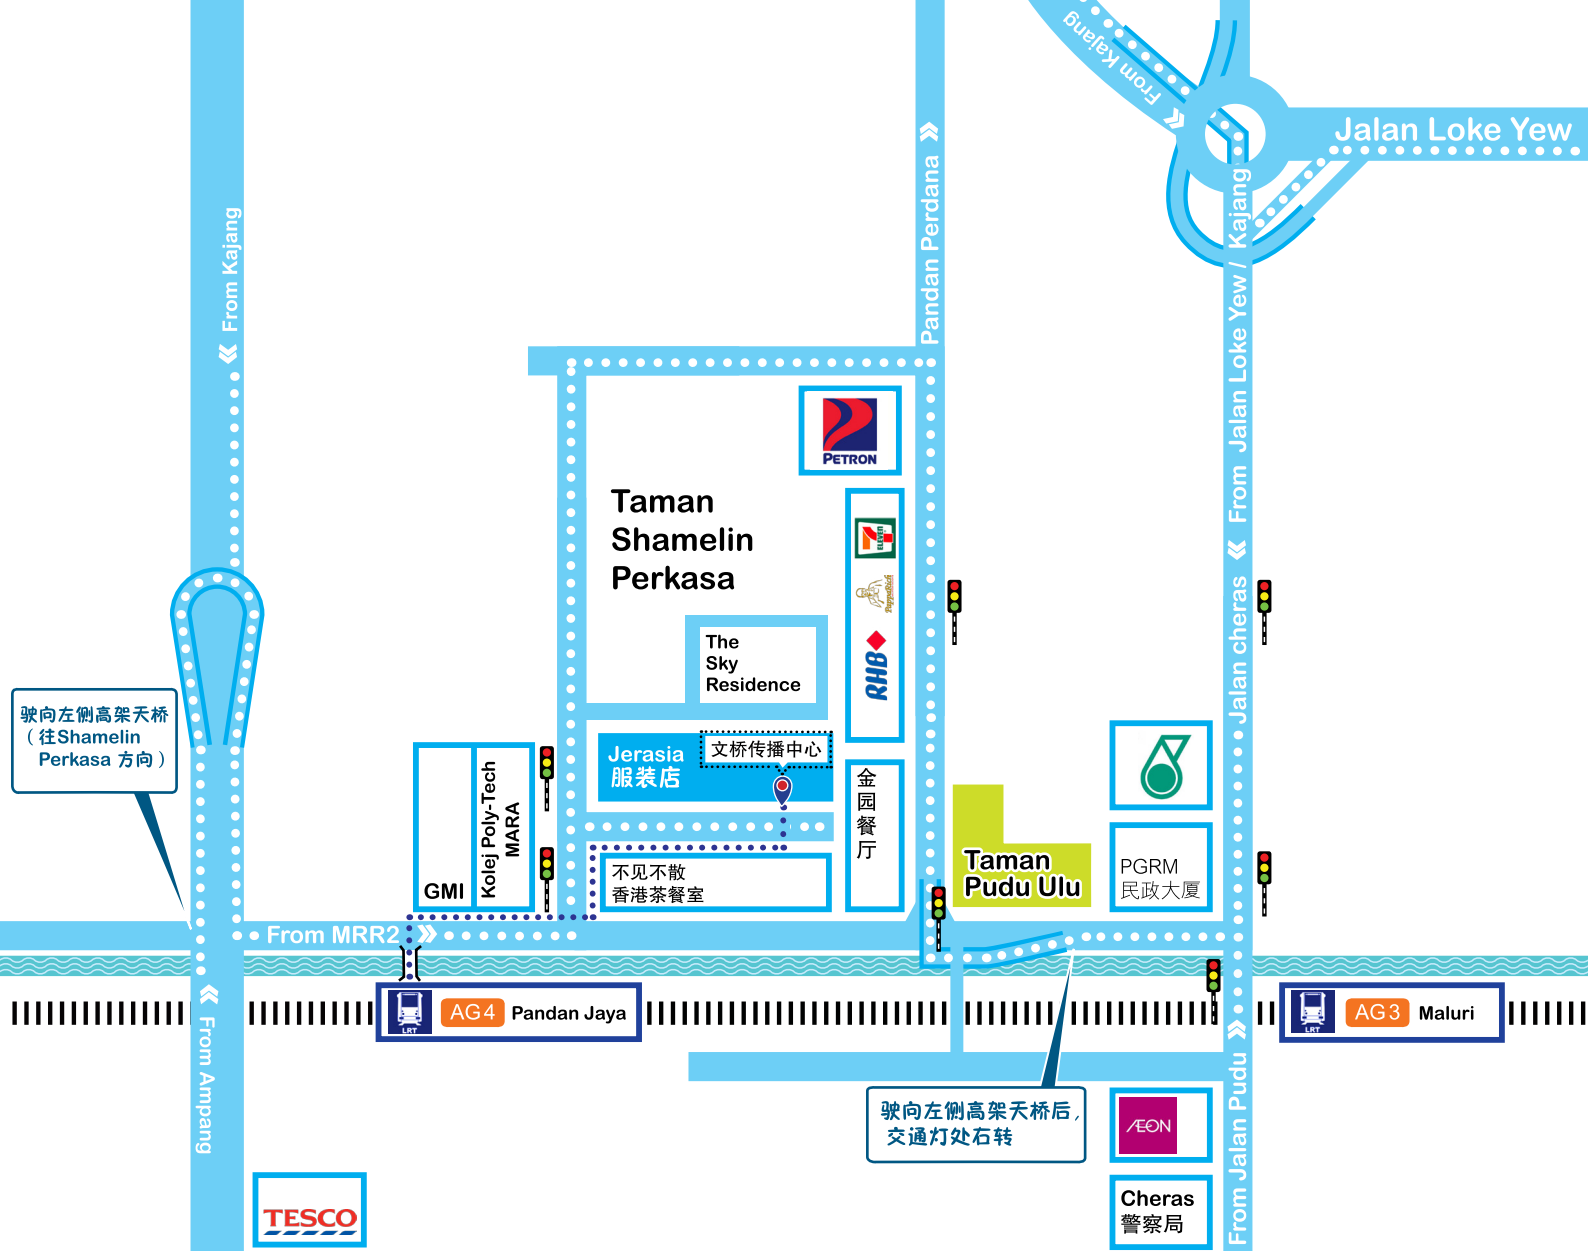 From Kajang
Jalan Loke Yew
From Kajang
Pandan Perdana
From Jalan Loke Yew / Kajang
PETRON
Taman
Shamelin
Perkasa
7
ELEVEN
PappaRich
The
Sky
Residence
RHB
Jalan cheras
驶向左侧高架天桥
（往Shamelin
Perkasa 方向）
Jerasia
服装店
文桥传播中心
Kolej Poly-Tech
MARA
GMI
金
园
餐
厅
不见不散
香港茶餐室
Taman
Pudu Ulu
PGRM
民政大厦
From MRR2
LRT
AG4
Pandan Jaya
LRT
AG3
Maluri
From Ampang
From Jalan Pudu
驶向左侧高架天桥后,
交通灯处右转
ÆON
Cheras
警察局
TESCO